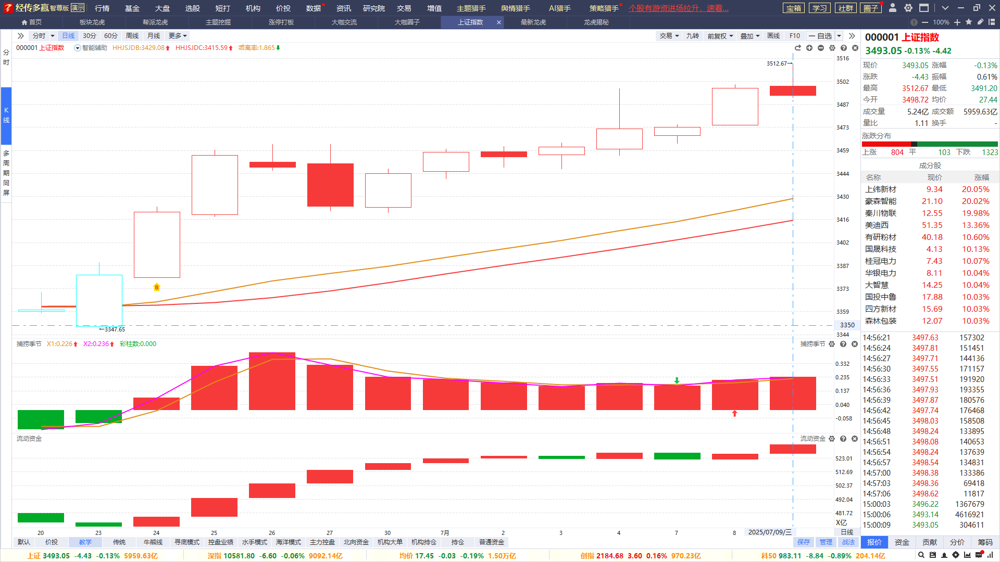 经传多赢 智尊版 演示 行情 基金 大盘 选股 短打 机构 价投 数据 资讯 研究院 交易 增值 主题猎手 舆情猎手 AI猎手 策略猎手 个股有游资进场拉升，速看... 宝箱 学习 社群 圈子
首页 板块龙虎 帮派龙虎 主题挖掘 涨停打板 大咖交流 大咖圈子 上证指数 最新龙虎 龙虎揭秘 100%
分时 日线 30分 60分 周线 月线 更多 交易 九转 前复权 叠加 画线 F10 自选
000001 上证指数 智能辅助 HHJSJDB:3429.08 HHJSJDC:3415.59 乖离率:1.865
分时
K线
多周期同屏
3512.67
3347.65
B
3516
3502
3487
3473
3459
3444
3430
3416
3402
3387
3373
3359
3350
3344
捕捞季节 X1:0.226 X2:0.236 彩柱数:0.000 捕捞季节
0.332
0.235
0.137
0.040
-0.058
流动资金 流动资金
523.01
512.69
502.37
492.04
481.72
X亿
20 23 24 25 26 27 30 7月 2 3 4 7 8 2025/07/09/三 日线
默认 价投 教学 传统 牛能线 寻底模式 控盘业绩 水手模式 海洋模式 主力控盘 北向资金 机构大单 机构持仓 持仓 普通资金 保存 管理 战法
000001 上证指数
3493.05 -0.13% -4.42
现价 3493.05 涨幅 -0.13%
涨跌 -4.43 振幅 0.61%
最高 3512.67 最低 3491.20
今开 3498.72 均价 27.44
成交量 5.24亿 成交额 5959.63亿
量比 1.11 换手 -
涨跌分布
上涨 804 平 103 下跌 1323
成分股
名称 现价 涨幅
上纬新材 9.34 20.05%
豪森智能 21.10 20.02%
秦川物联 12.55 19.98%
美迪西 51.35 13.36%
有研粉材 40.18 10.60%
国晟科技 4.13 10.13%
桂冠电力 7.43 10.07%
华银电力 8.11 10.04%
大智慧 14.25 10.04%
国投中鲁 17.88 10.03%
四方新材 15.69 10.03%
森林包装 12.07 10.03%
14:56:21 3497.63 157302
14:56:24 3497.81 151451
14:56:27 3497.71 144136
14:56:30 3497.55 171157
14:56:33 3497.51 191920
14:56:36 3497.93 193355
14:56:39 3497.87 180576
14:56:42 3497.74 176468
14:56:45 3498.03 158508
14:56:48 3498.24 133895
14:56:51 3498.08 140653
14:56:54 3498.24 137639
14:56:57 3498.54 134831
14:57:00 3498.38 133386
14:57:03 3498.36 69418
14:57:06 3498.62 11817
15:00:03 3496.22 1367679
15:00:06 3493.14 4616921
15:00:09 3493.05 304611
报价 资金 贡献 分价 筹码
上证 3493.05 -4.43 -0.13% 5959.63亿 深指 10581.80 -6.60 -0.06% 9092.14亿 均价 17.45 -0.03 -0.19% 1.50万亿 创指 2184.68 3.60 0.16% 970.23亿 科50 983.11 -8.84 -0.89% 204.14亿